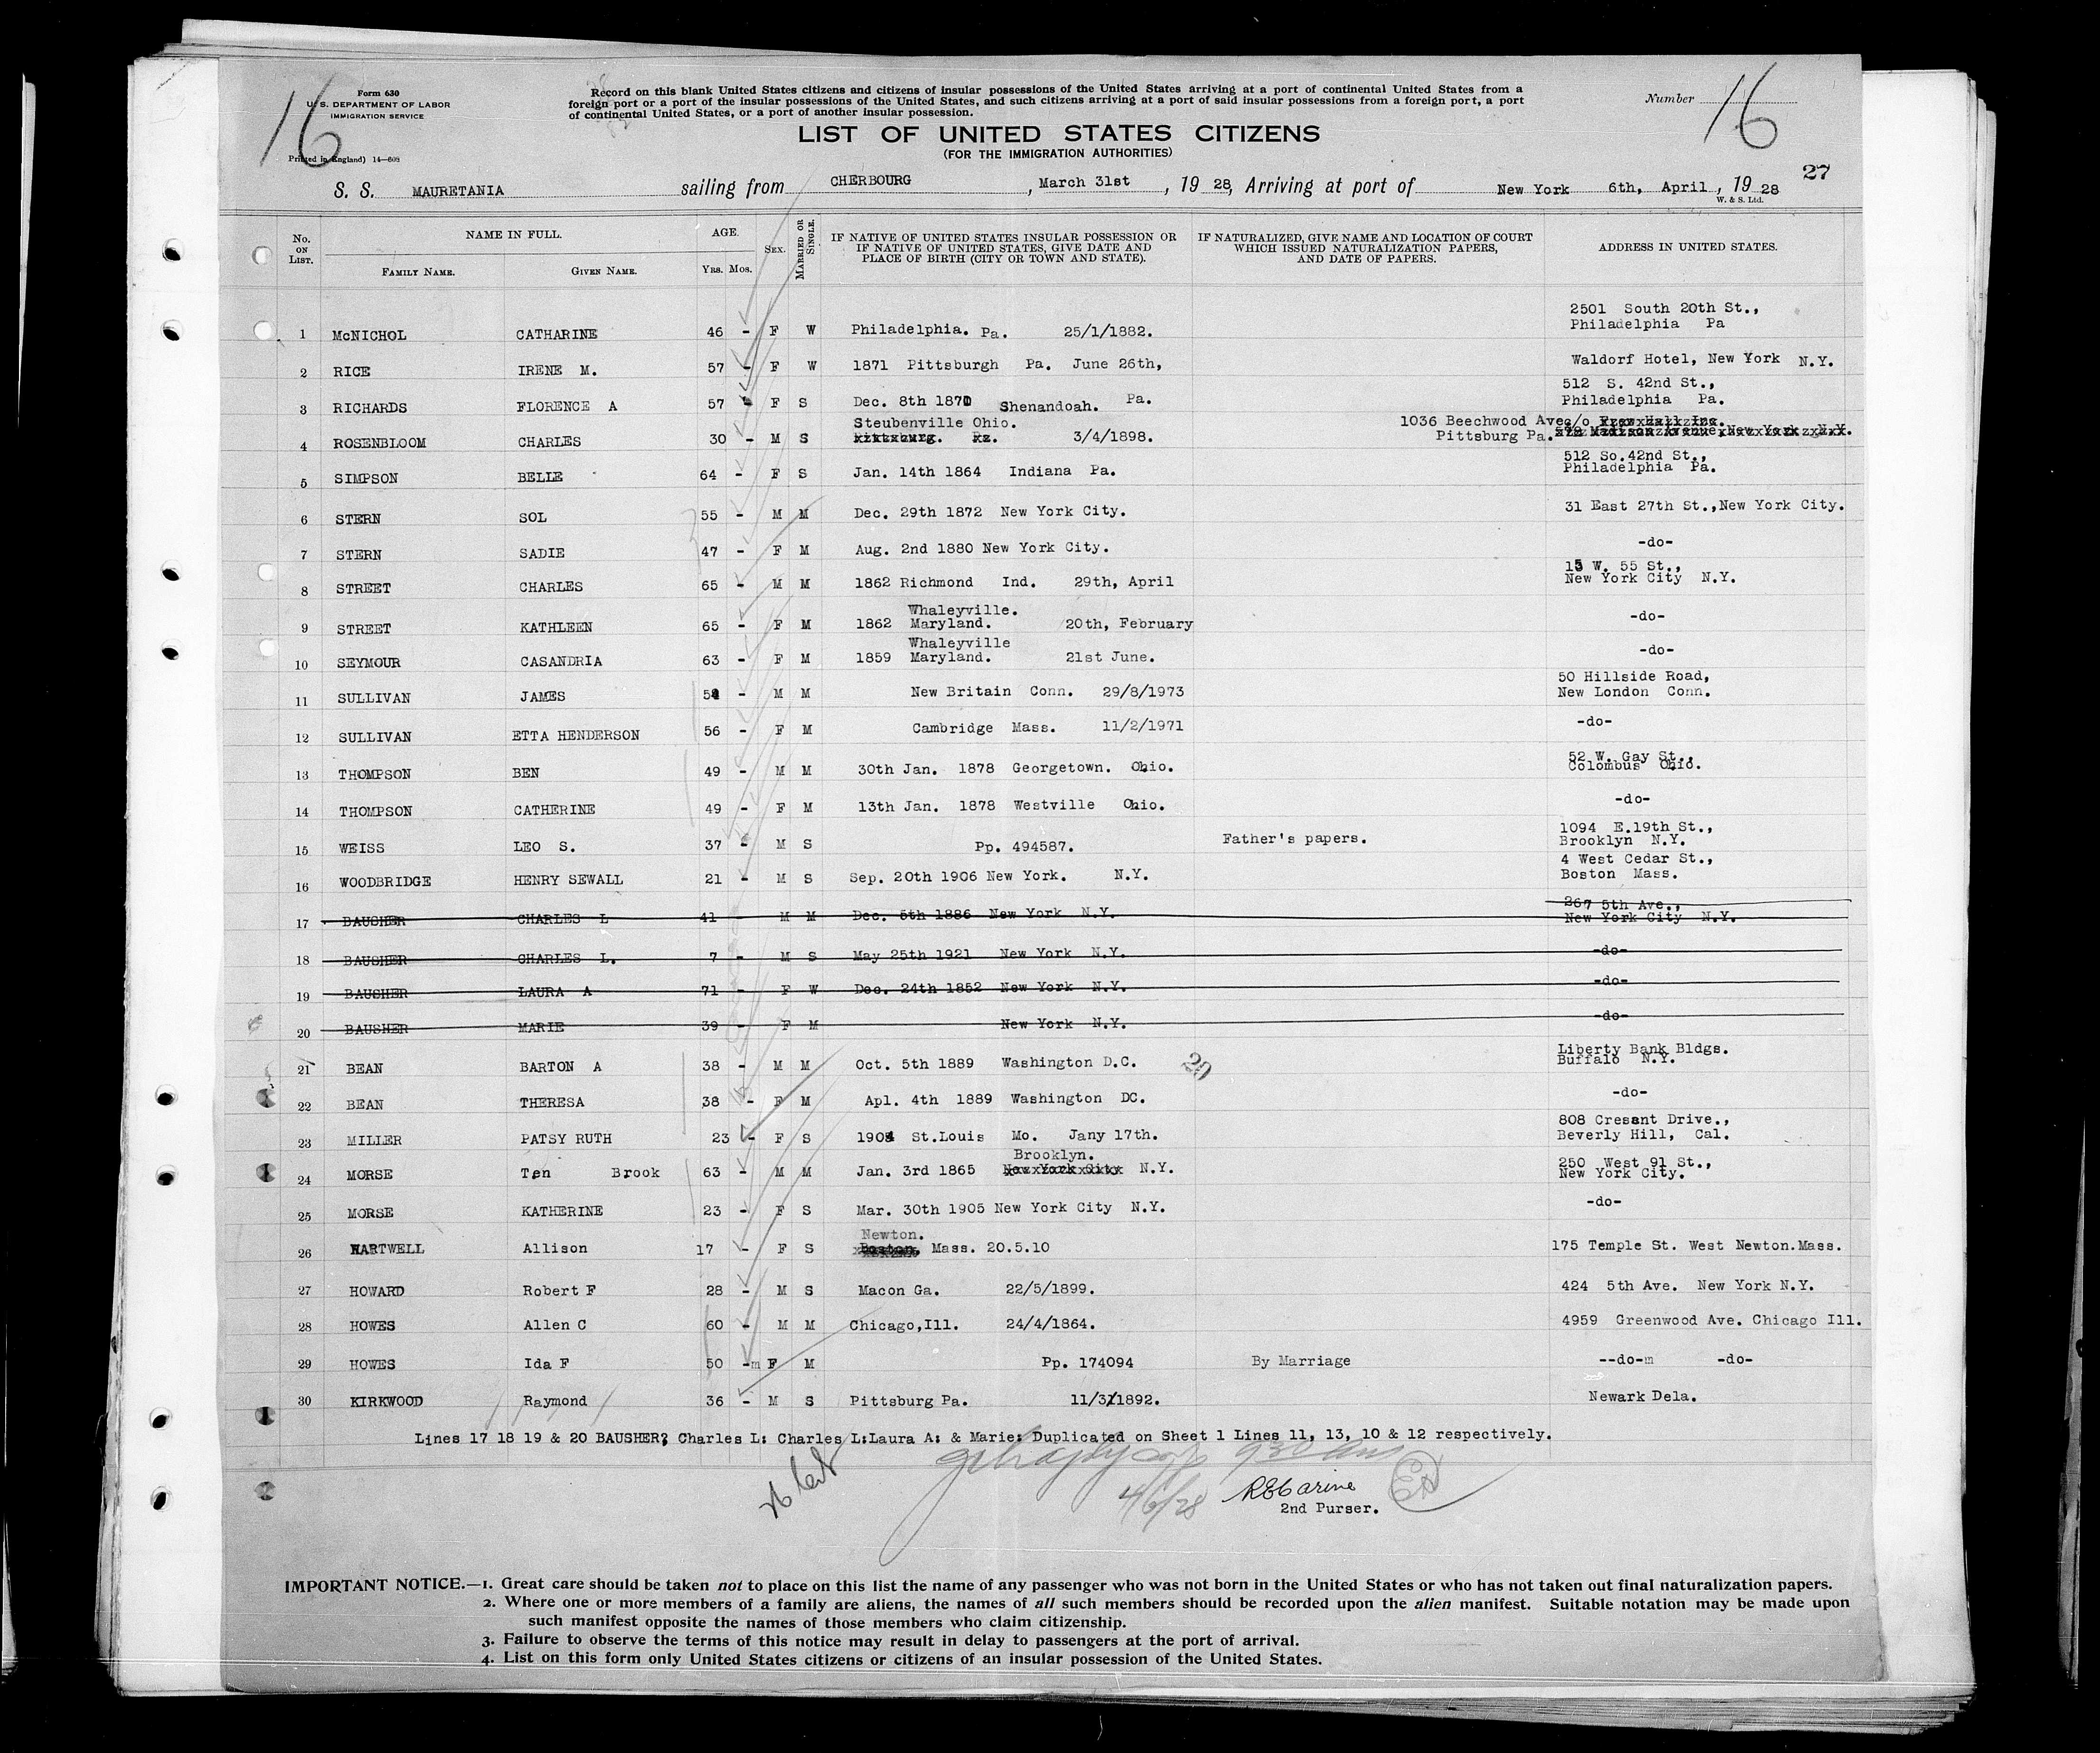 16
Form 630
U. S. DEPARTMENT OF LABOR
IMMIGRATION SERVICE
Printed in England) 14—608
Record on this blank United States citizens and citizens of insular possessions of the United States arriving at a port of continental United States from a
foreign port or a port of the insular possessions of the United States, and such citizens arriving at a port of said insular possessions from a foreign port, a port
of continental United States, or a port of another insular possession.
Number 16
LIST OF UNITED STATES CITIZENS
(FOR THE IMMIGRATION AUTHORITIES)
27
S. S. MAURETANIA sailing from CHERBOURG, March 31st, 19 28, Arriving at port of New York 6th, April, 19 28
W. & S. Ltd.
No. ON LIST. NAME IN FULL. FAMILY NAME. GIVEN NAME. AGE. YRS. MOS. SEX. MARRIED OR SINGLE. IF NATIVE OF UNITED STATES INSULAR POSSESSION OR IF NATIVE OF UNITED STATES, GIVE DATE AND PLACE OF BIRTH (CITY OR TOWN AND STATE). IF NATURALIZED, GIVE NAME AND LOCATION OF COURT WHICH ISSUED NATURALIZATION PAPERS, AND DATE OF PAPERS. ADDRESS IN UNITED STATES.
1 McNICHOL CATHARINE 46 - F W Philadelphia. Pa. 25/1/1882. 2501 South 20th St., Philadelphia Pa
2 RICE IRENE M. 57 - F W 1871 Pittsburgh Pa. June 26th, Waldorf Hotel, New York N.Y.
3 RICHARDS FLORENCE A 57 - F S Dec. 8th 1870 Shenandoah. Pa. 512 S. 42nd St., Philadelphia Pa.
4 ROSENBLOOM CHARLES 30 - M S Steubenville Ohio. 3/4/1898. 1036 Beechwood Ave c/o Pittsburg Pa.
5 SIMPSON BELLE 64 - F S Jan. 14th 1864 Indiana Pa. 512 So.42nd St., Philadelphia Pa.
6 STERN SOL 55 - M M Dec. 29th 1872 New York City. 31 East 27th St.,New York City.
7 STERN SADIE 47 - F M Aug. 2nd 1880 New York City. -do-
8 STREET CHARLES 65 - M M 1862 Richmond Ind. 29th, April 15 W. 55 St., New York City N.Y.
9 STREET KATHLEEN 65 - F M 1862 Whaleyville. Maryland. 20th, February -do-
10 SEYMOUR CASANDRIA 63 - F M 1859 Whaleyville Maryland. 21st June. -do-
11 SULLIVAN JAMES 54 - M M New Britain Conn. 29/8/1973 50 Hillside Road, New London Conn.
12 SULLIVAN ETTA HENDERSON 56 - F M Cambridge Mass. 11/2/1971 -do-
13 THOMPSON BEN 49 - M M 30th Jan. 1878 Georgetown. Ohio. 52 W. Gay St., Colombus Ohio.
14 THOMPSON CATHERINE 49 - F M 13th Jan. 1878 Westville Ohio. -do-
15 WEISS LEO S. 37 - M S Pp. 494587. Father's papers. 1094 E.19th St., Brooklyn N.Y.
16 WOODBRIDGE HENRY SEWALL 21 - M S Sep. 20th 1906 New York. N.Y. 4 West Cedar St., Boston Mass.
17 BAUSHER CHARLES L 41 - M M Dec. 5th 1886 New York N.Y. 267 5th Ave., New York City N.Y.
18 BAUSHER CHARLES L. 7 - M S May 25th 1921 New York N.Y. -do-
19 BAUSHER LAURA A 71 - F W Dec. 24th 1852 New York N.Y. -do-
20 BAUSHER MARIE 39 - F M New York N.Y. -do-
21 BEAN BARTON A 38 - M M Oct. 5th 1889 Washington D.C. 20 Liberty Bank Bldgs. Buffalo N.Y.
22 BEAN THERESA 38 - F M Apl. 4th 1889 Washington DC. -do-
23 MILLER PATSY RUTH 23 - F S 1904 St.Louis Mo. Jany 17th. 808 Cresent Drive., Beverly Hill, Cal.
24 MORSE Ten Brook 63 - M M Jan. 3rd 1865 Brooklyn. New York City N.Y. 250 West 91 St., New York City.
25 MORSE KATHERINE 23 - F S Mar. 30th 1905 New York City N.Y. -do-
26 HARTWELL Allison 17 - F S Newton. Boston. Mass. 20.5.10 175 Temple St. West Newton.Mass.
27 HOWARD Robert F 28 - M S Macon Ga. 22/5/1899. 424 5th Ave. New York N.Y.
28 HOWES Allen C 60 - M M Chicago,Ill. 24/4/1864. 4959 Greenwood Ave. Chicago Ill.
29 HOWES Ida F 50 -m F M Pp. 174094 By Marriage --do-m -do-
30 KIRKWOOD Raymond 36 - M S Pittsburg Pa. 11/3/1892. Newark Dela.
Lines 17 18 19 & 20 BAUSHER; Charles L: Charles L:Laura A: & Marie: Duplicated on Sheet 1 Lines 11, 13, 10 & 12 respectively.
4/6/28
2nd Purser.
IMPORTANT NOTICE.—1. Great care should be taken not to place on this list the name of any passenger who was not born in the United States or who has not taken out final naturalization papers.
2. Where one or more members of a family are aliens, the names of all such members should be recorded upon the alien manifest. Suitable notation may be made upon
such manifest opposite the names of those members who claim citizenship.
3. Failure to observe the terms of this notice may result in delay to passengers at the port of arrival.
4. List on this form only United States citizens or citizens of an insular possession of the United States.